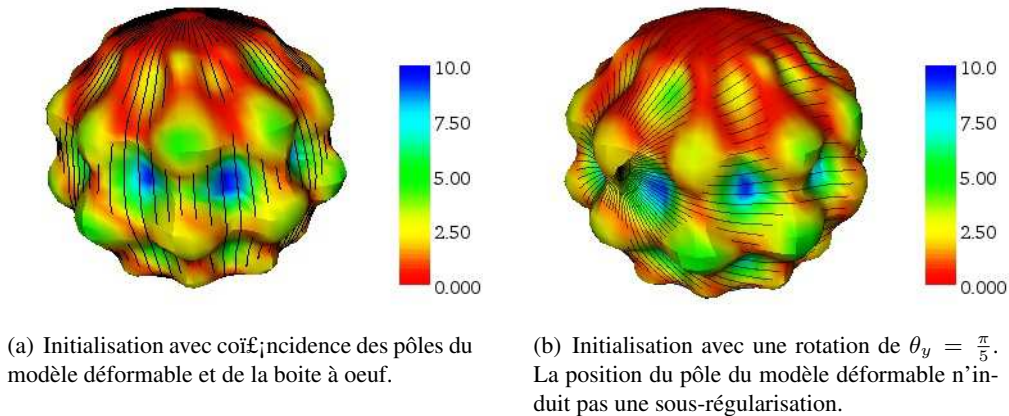 10.0
7.50
5.00
2.50
0.000
10.0
7.50
5.00
2.50
0.000
(a) Initialisation avec coï£¡ncidence des pôles du
modèle déformable et de la boite à oeuf.
(b) Initialisation avec une rotation de θ_y = π/5.
La position du pôle du modèle déformable n'in-
duit pas une sous-régularisation.